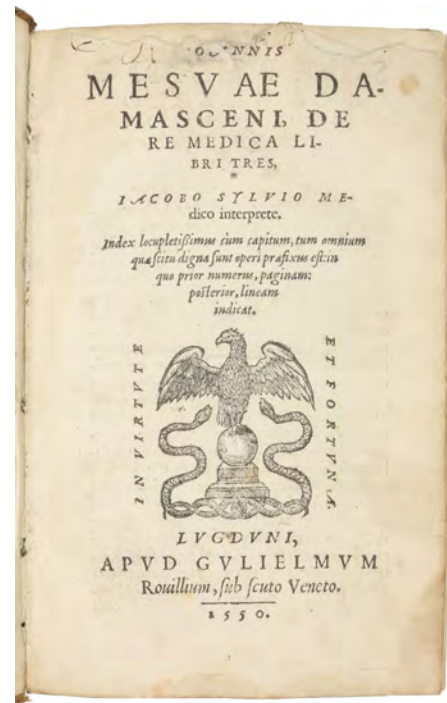 MESVAE DA-
MASCENI, DE
RE MEDICA LI-
BRI TRES,
*
IACOBO SYLVIO ME-
dico interprete.
Index locupletißimus cùm capitum, tum omnium
quæ scitu digna sunt operi præfixus est: in
quo prior numerus, paginam:
posterior, lineam
indicat.
IN VIRTVTE
ET FORTVNA.
LVGDVNI,
APVD GVLIELMVM
Rouillium, sub scuto Veneto.
1550.